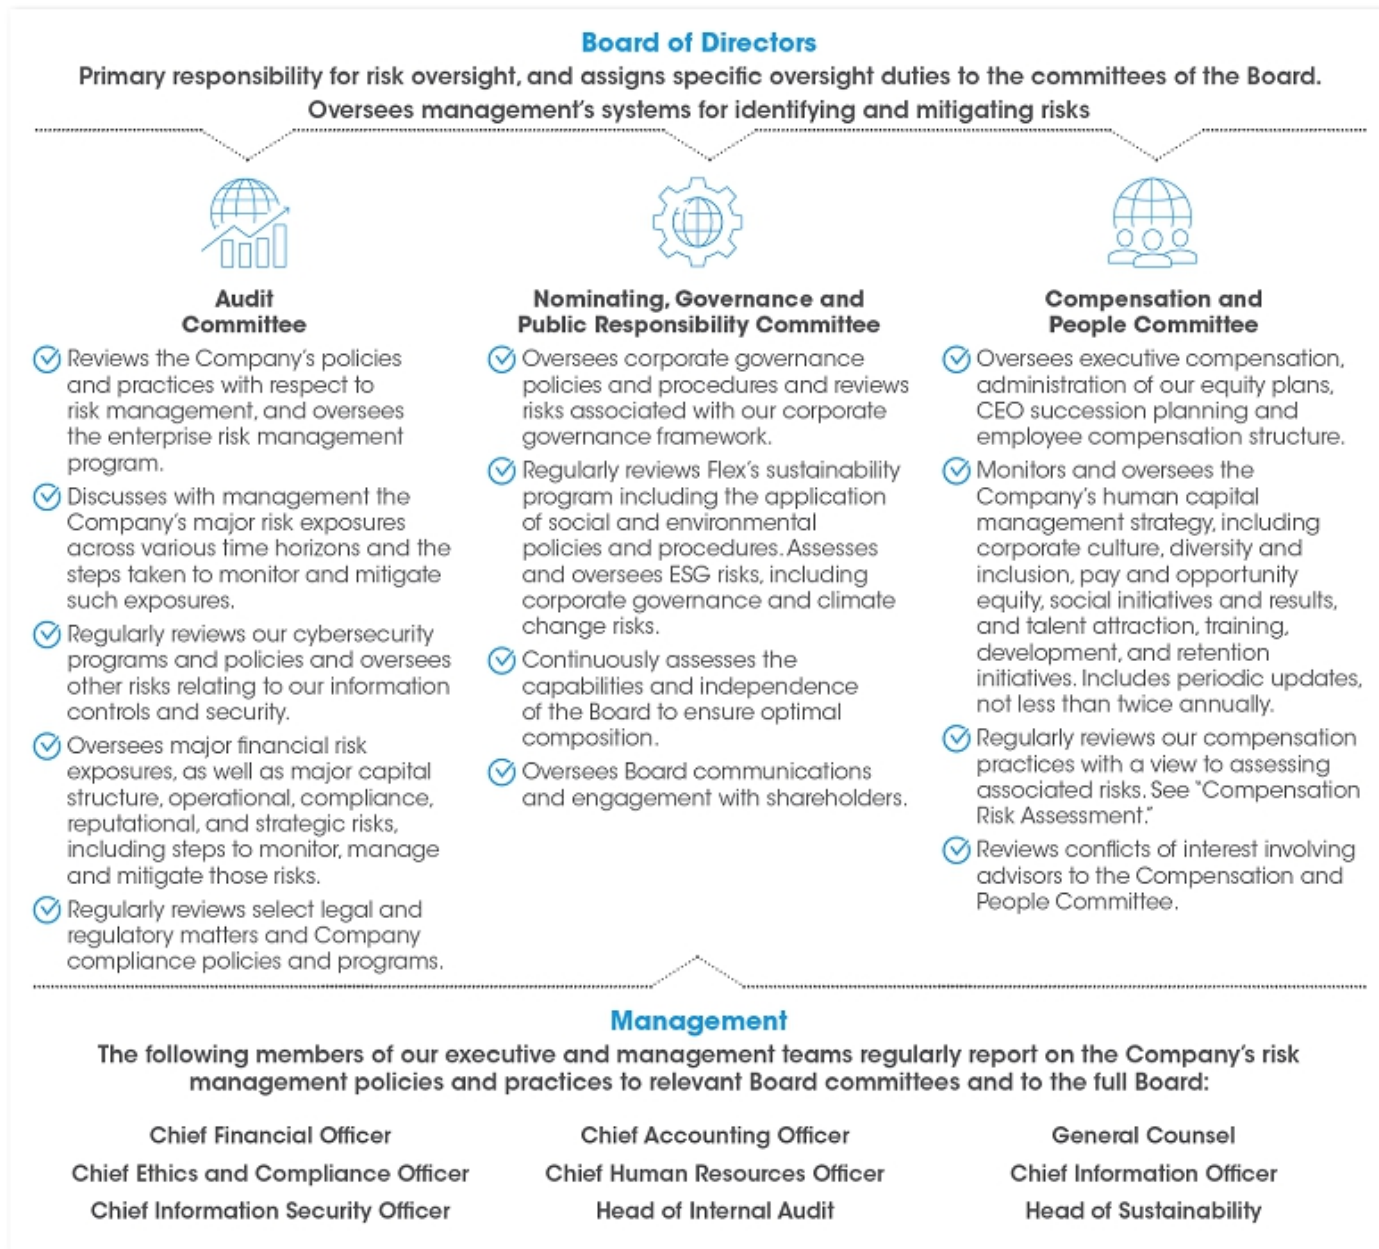 Board of Directors
Primary responsibility for risk oversight, and assigns specific oversight duties to the committees of the Board.
Oversees management's systems for identifying and mitigating risks
Audit
Committee
Reviews the Company's policies
and practices with respect to
risk management, and oversees
the enterprise risk management
program.
Discusses with management the
Company's major risk exposures
across various time horizons and the
steps taken to monitor and mitigate
such exposures.
Regularly reviews our cybersecurity
programs and policies and oversees
other risks relating to our information
controls and security.
Oversees major financial risk
exposures, as well as major capital
structure, operational, compliance,
reputational, and strategic risks,
including steps to monitor, manage
and mitigate those risks.
Regularly reviews select legal and
regulatory matters and Company
compliance policies and programs.
Nominating, Governance and
Public Responsibility Committee
Oversees corporate governance
policies and procedures and reviews
risks associated with our corporate
governance framework.
Regularly reviews Flex's sustainability
program including the application
of social and environmental
policies and procedures. Assesses
and oversees ESG risks, including
corporate governance and climate
change risks.
Continuously assesses the
capabilities and independence
of the Board to ensure optimal
composition.
Oversees Board communications
and engagement with shareholders.
Compensation and
People Committee
Oversees executive compensation,
administration of our equity plans,
CEO succession planning and
employee compensation structure.
Monitors and oversees the
Company's human capital
management strategy, including
corporate culture, diversity and
inclusion, pay and opportunity
equity, social initiatives and results,
and talent attraction, training,
development, and retention
initiatives. Includes periodic updates,
not less than twice annually.
Regularly reviews our compensation
practices with a view to assessing
associated risks. See "Compensation
Risk Assessment."
Reviews conflicts of interest involving
advisors to the Compensation and
People Committee.
Management
The following members of our executive and management teams regularly report on the Company's risk
management policies and practices to relevant Board committees and to the full Board:
Chief Financial Officer
Chief Accounting Officer
General Counsel
Chief Ethics and Compliance Officer
Chief Human Resources Officer
Chief Information Officer
Chief Information Security Officer
Head of Internal Audit
Head of Sustainability